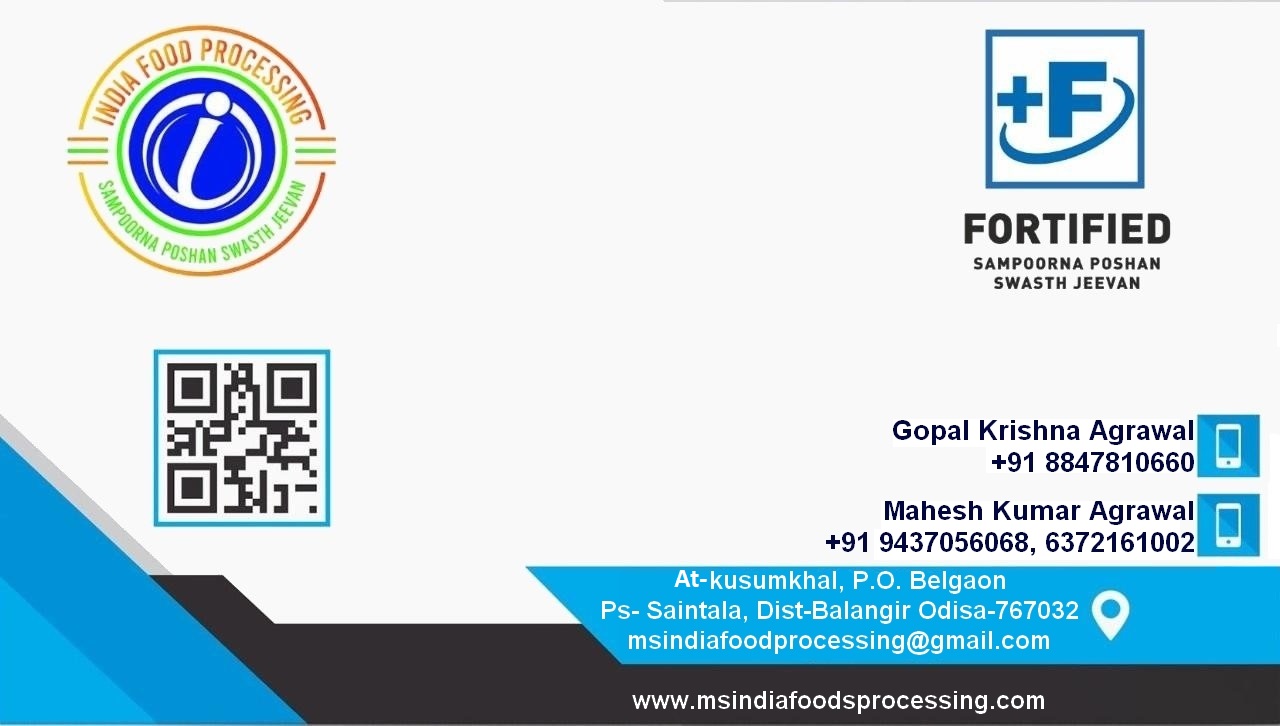 INDIA FOOD PROCESSING
SAMPOORNA POSHAN SWASTH JEEVAN
+F
FORTIFIED
SAMPOORNA POSHAN
SWASTH JEEVAN
Gopal Krishna Agrawal
+91 8847810660
Mahesh Kumar Agrawal
+91 9437056068, 6372161002
At-kusumkhal, P.O. Belgaon
Ps- Saintala, Dist-Balangir Odisa-767032
msindiafoodprocessing@gmail.com
www.msindiafoodsprocessing.com